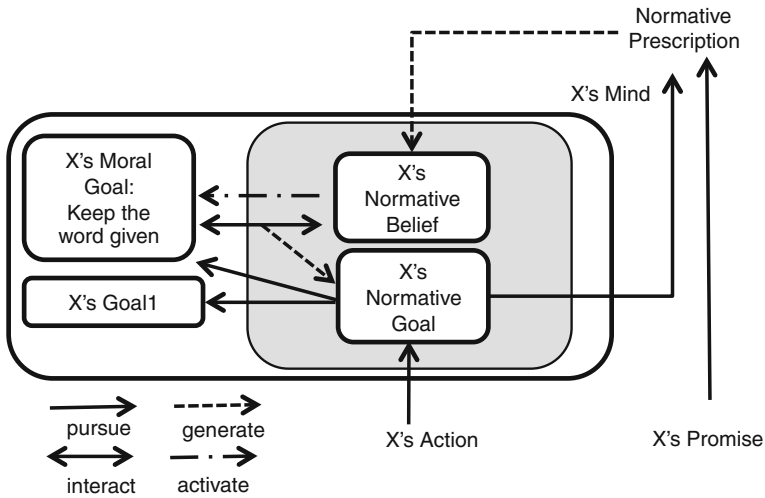 Normative
Prescription
X's Mind
X's Moral
Goal:
Keep the
word given
X's
Normative
Belief
X's Goal1
X's
Normative
Goal
pursue
generate
X's Action
X's Promise
interact
activate